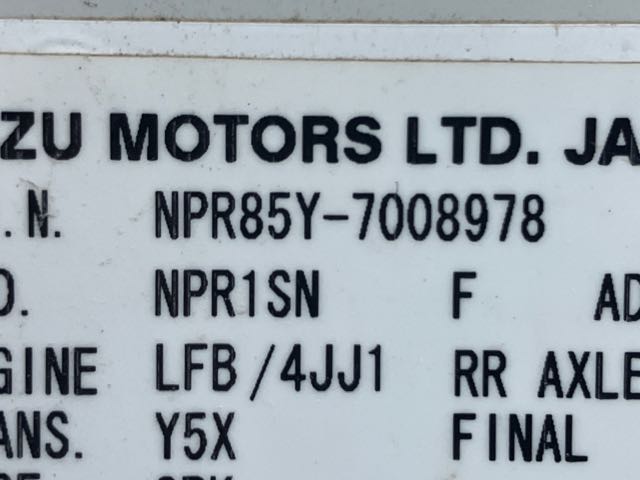 ZU MOTORS LTD. JA
.N. NPR85Y-7008978
O. NPR1SN F AD
GINE LFB/4JJ1 RR AXLE
ANS. Y5X FINAL